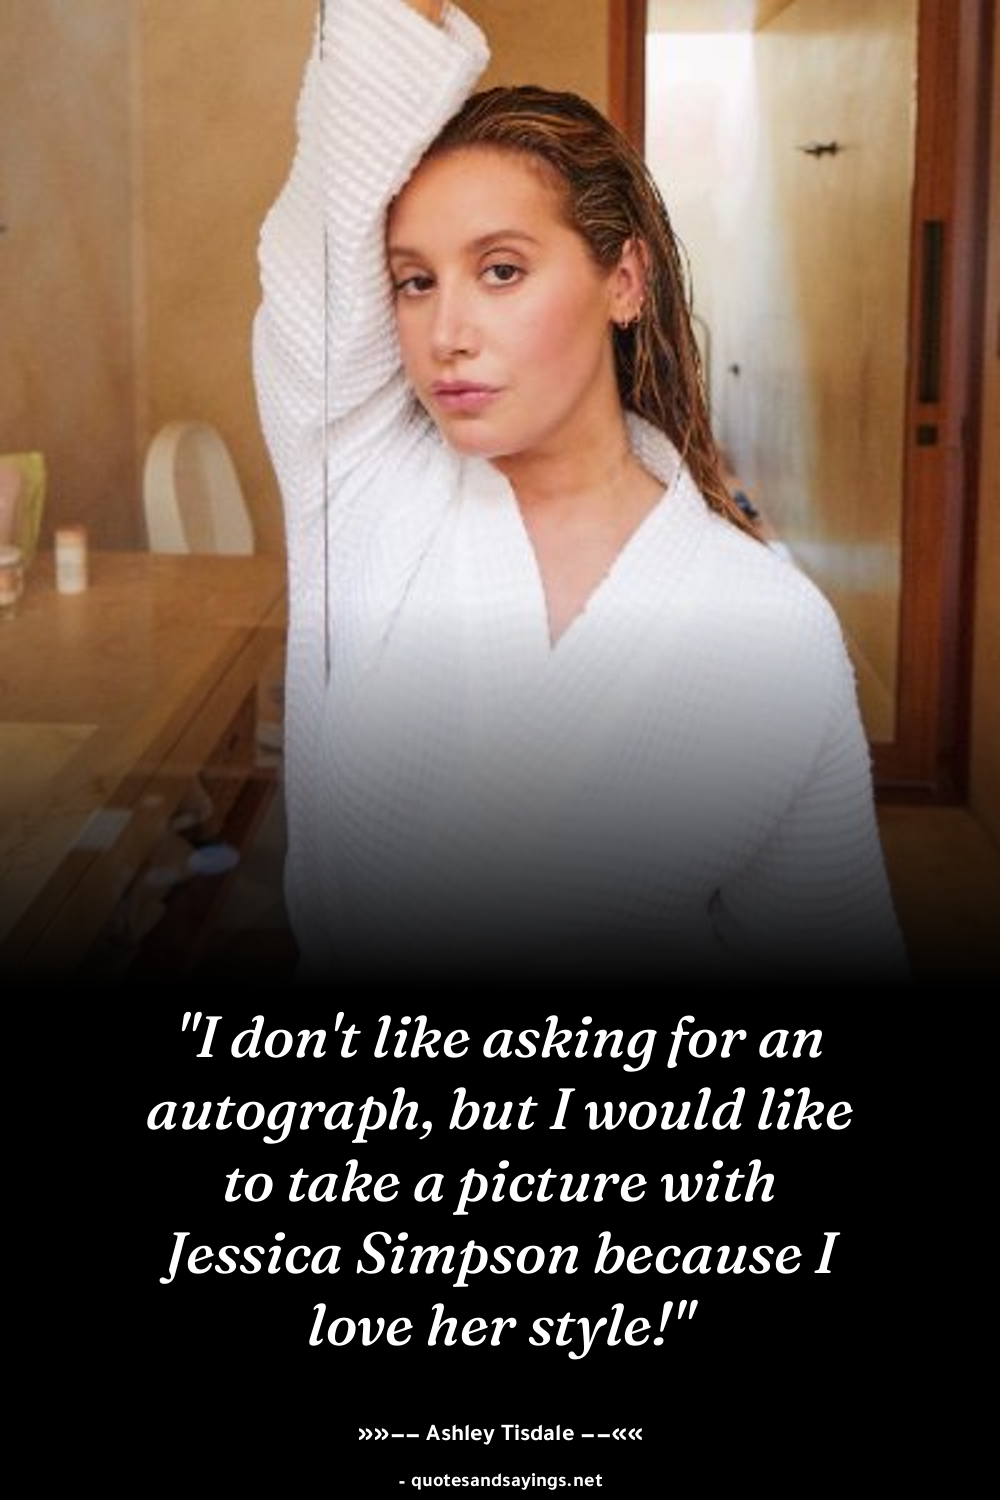 "I don't like asking for an
autograph, but I would like
to take a picture with
Jessica Simpson because I
love her style!"
»»−− Ashley Tisdale −−««
- quotesandsayings.net